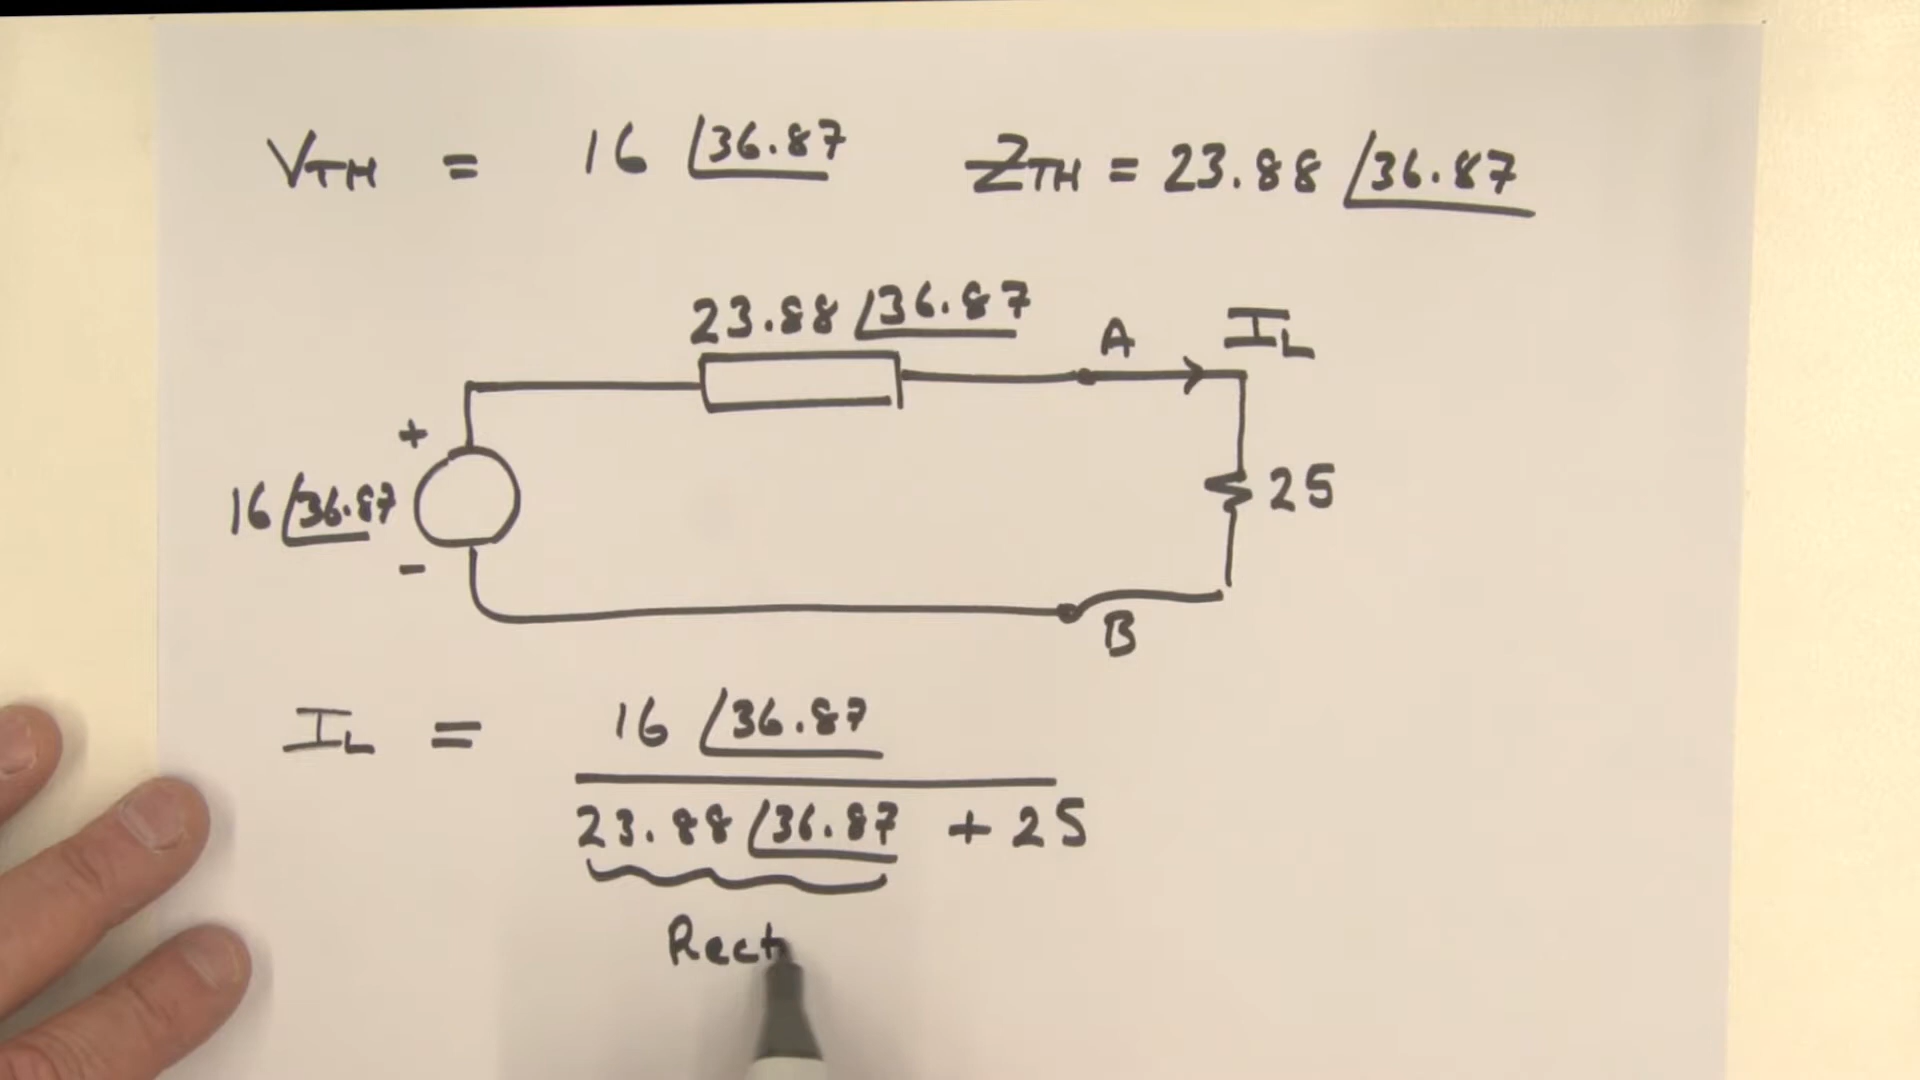 VTH = 16 ∠36.87 ZTH = 23.88 ∠36.87
23.88 ∠36.87
A
IL
+
16 ∠36.87
-
25
B
IL = 16 ∠36.87
23.88 ∠36.87 + 25
Rect